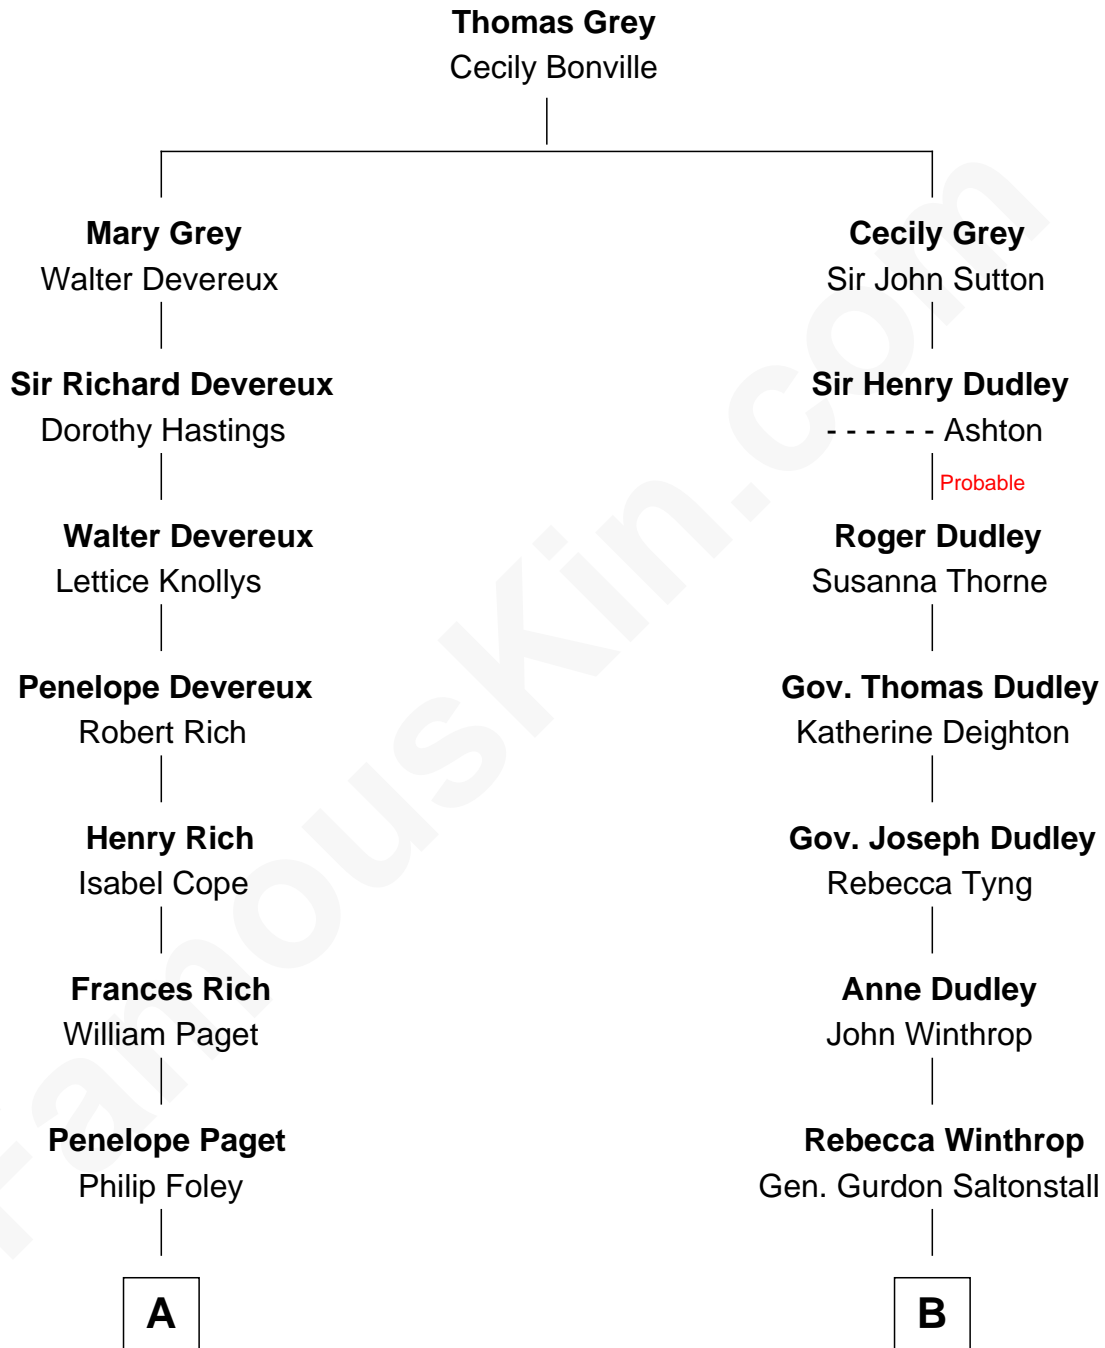 Thomas Grey
Cecily Bonville
Mary Grey
Walter Devereux
Cecily Grey
Sir John Sutton
Sir Richard Devereux
Dorothy Hastings
Sir Henry Dudley
- - - - - - Ashton
Probable
Walter Devereux
Lettice Knollys
Roger Dudley
Susanna Thorne
Penelope Devereux
Robert Rich
Gov. Thomas Dudley
Katherine Deighton
Henry Rich
Isabel Cope
Gov. Joseph Dudley
Rebecca Tyng
Frances Rich
William Paget
Anne Dudley
John Winthrop
Penelope Paget
Philip Foley
Rebecca Winthrop
Gen. Gurdon Saltonstall
A
B
FamousKin.com